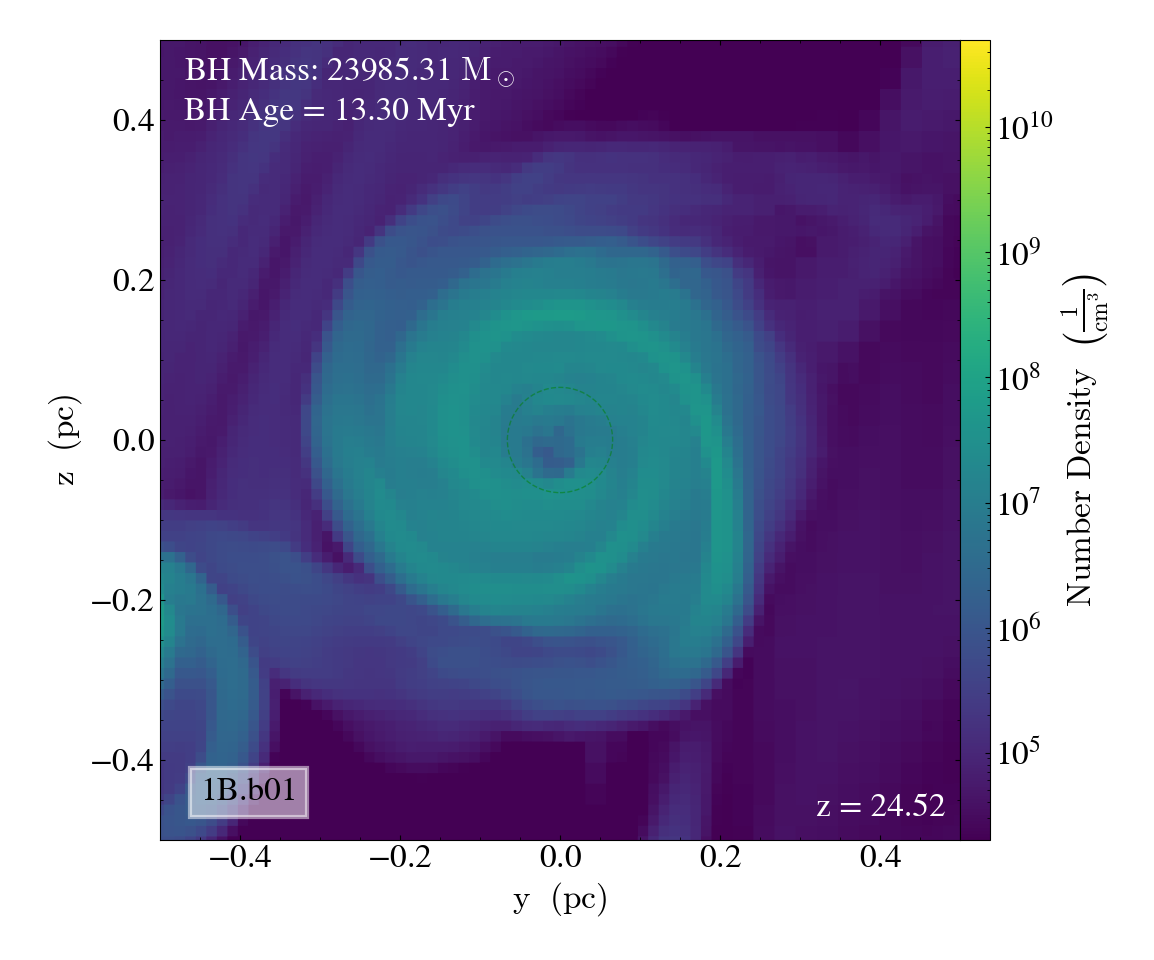 BH Mass: 23985.31 M⊙
BH Age = 13.30 Myr
0.4
0.2
0.0
−0.2
−0.4
z (pc)
1B.b01
z = 24.52
−0.4 −0.2 0.0 0.2 0.4
y (pc)
10¹⁰
10⁹
10⁸
10⁷
10⁶
10⁵
Number Density (1/cm³)